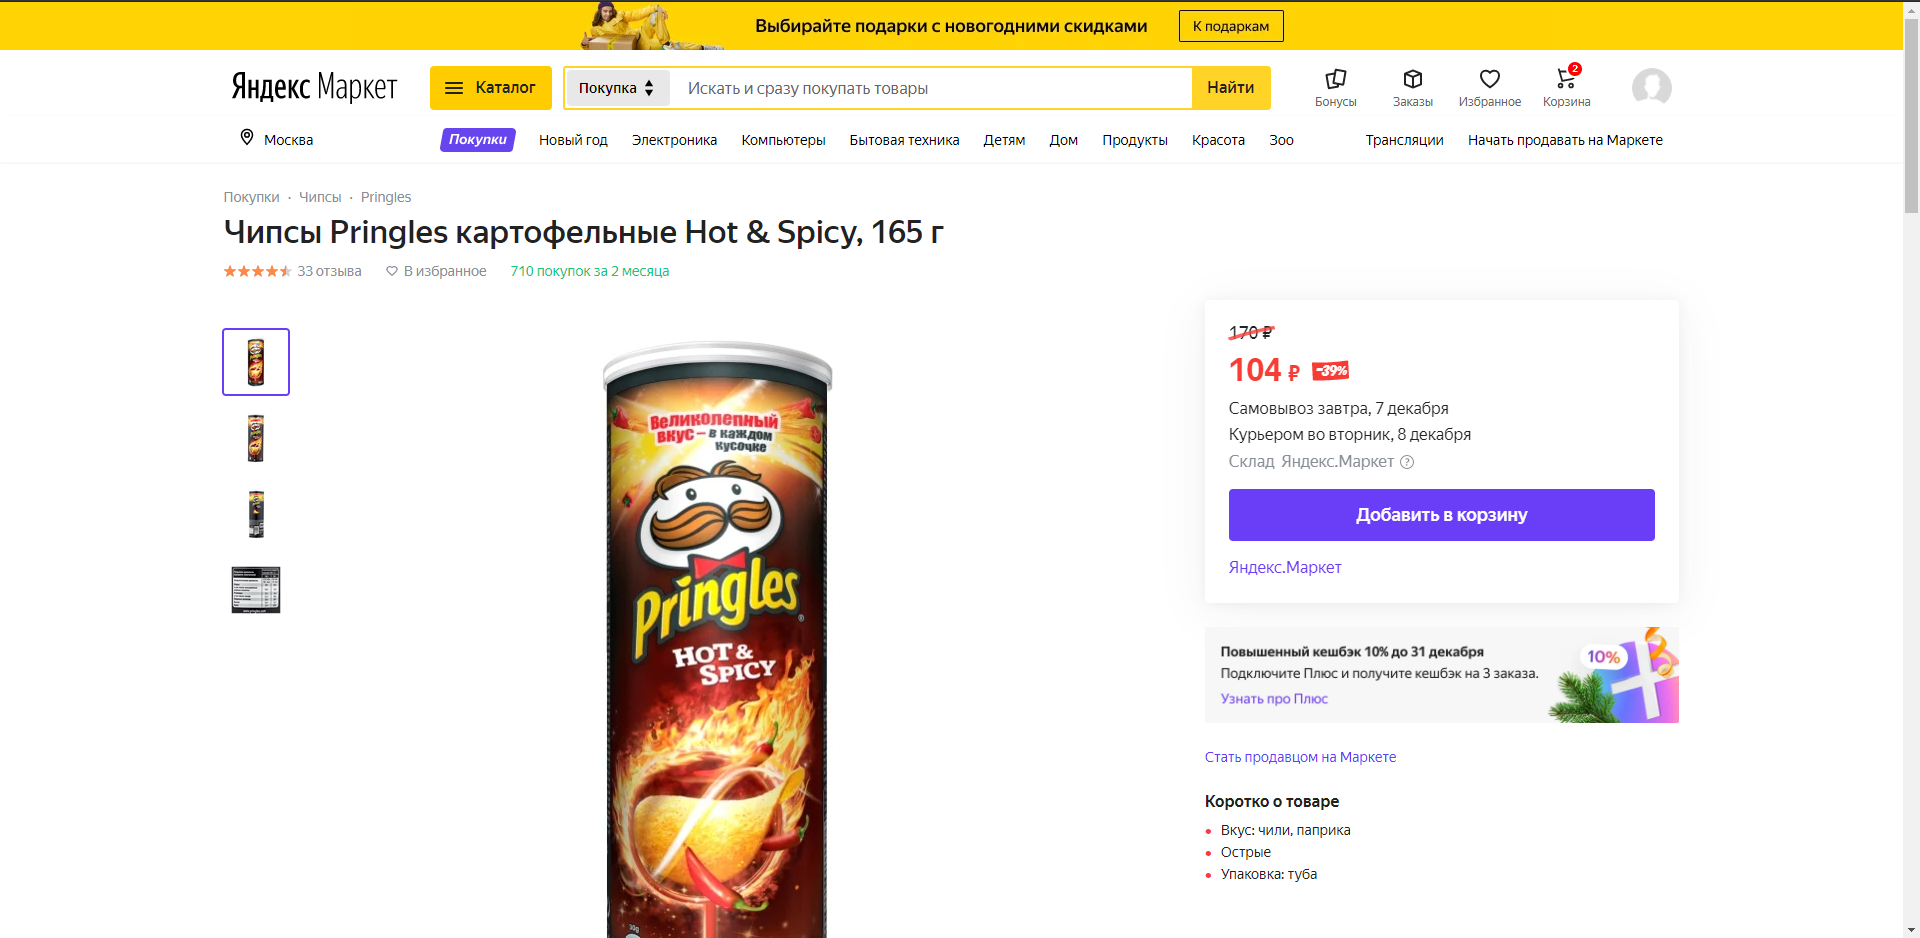 Выбирайте подарки с новогодними скидками
К подаркам
Яндекс Маркет
Каталог
Покупка
Искать и сразу покупать товары
Найти
Бонусы
Заказы
Избранное
2
Корзина
Москва
Покупки
Новый год
Электроника
Компьютеры
Бытовая техника
Детям
Дом
Продукты
Красота
Зоо
Трансляции
Начать продавать на Маркете
Покупки · Чипсы · Pringles
Чипсы Pringles картофельные Hot & Spicy, 165 г
33 отзыва
В избранное
710 покупок за 2 месяца
Великолепный
вкус – в каждом
кусочке
Pringles
HOT &
SPICY
30g
170 ₽
104 ₽ -39%
Самовывоз завтра, 7 декабря
Курьером во вторник, 8 декабря
Склад Яндекс.Маркет ?
Добавить в корзину
Яндекс.Маркет
Повышенный кешбэк 10% до 31 декабря
Подключите Плюс и получите кешбэк на 3 заказа.
Узнать про Плюс
10%
Стать продавцом на Маркете
Коротко о товаре
• Вкус: чили, паприка
• Острые
• Упаковка: туба